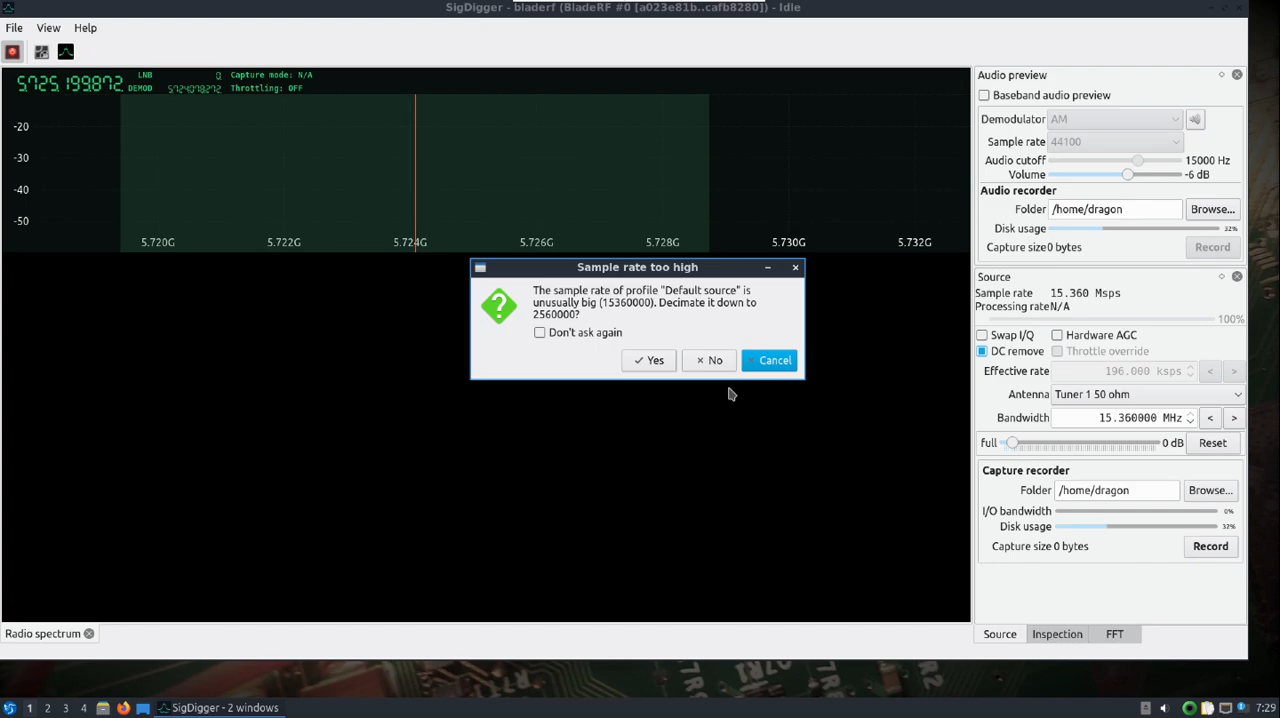 SigDigger - bladerf (BladeRF #0 [a023e81b..cafb8280]) - Idle
File View Help
5.725.199.872 LNB 0 Capture mode: N/A
DEMOD 5724078272 Throttling: OFF
-20
-30
-40
-50
5.720G 5.722G 5.724G 5.726G 5.728G 5.730G 5.732G
Sample rate too high
The sample rate of profile "Default source" is
unusually big (15360000). Decimate it down to
2560000?
Don't ask again
Yes No Cancel
Radio spectrum
Audio preview
Baseband audio preview
Demodulator AM
Sample rate 44100
Audio cutoff 15000 Hz
Volume -6 dB
Audio recorder
Folder /home/dragon Browse...
Disk usage 32%
Capture size 0 bytes Record
Source
Sample rate 15.360 Msps
Processing rate N/A
100%
Swap I/Q Hardware AGC
DC remove Throttle override
Effective rate 196.000 ksps < >
Antenna Tuner 1 50 ohm
Bandwidth 15.360000 MHz < >
full 0 dB Reset
Capture recorder
Folder /home/dragon Browse...
I/O bandwidth 0%
Disk usage 32%
Capture size 0 bytes Record
Source Inspection FFT
1 2 3 4 SigDigger - 2 windows 7:29